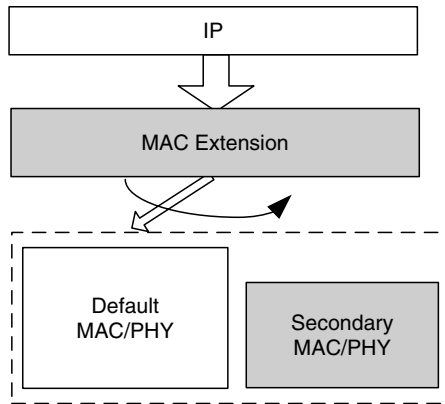 IP
MAC Extension
Default
MAC/PHY
Secondary
MAC/PHY